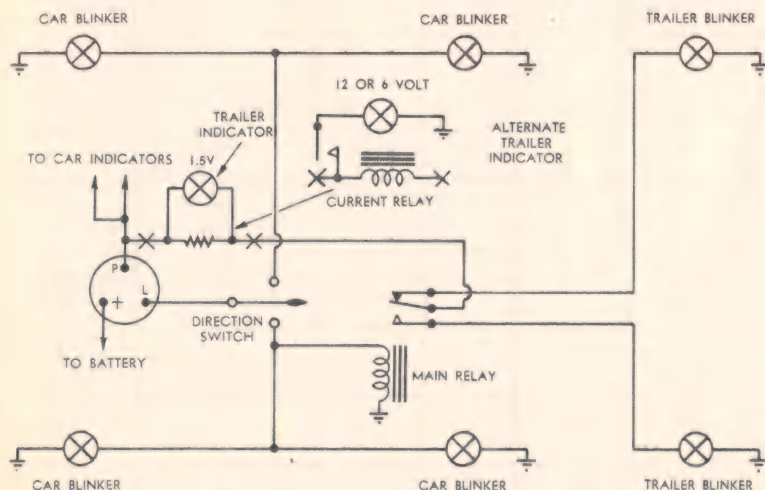 CAR BLINKER
CAR BLINKER
TRAILER BLINKER
12 OR 6 VOLT
TRAILER
INDICATOR
ALTERNATE
TRAILER
INDICATOR
TO CAR INDICATORS
1.5V
CURRENT RELAY
P
+
L
DIRECTION
SWITCH
TO BATTERY
MAIN RELAY
CAR BLINKER
CAR BLINKER
TRAILER BLINKER